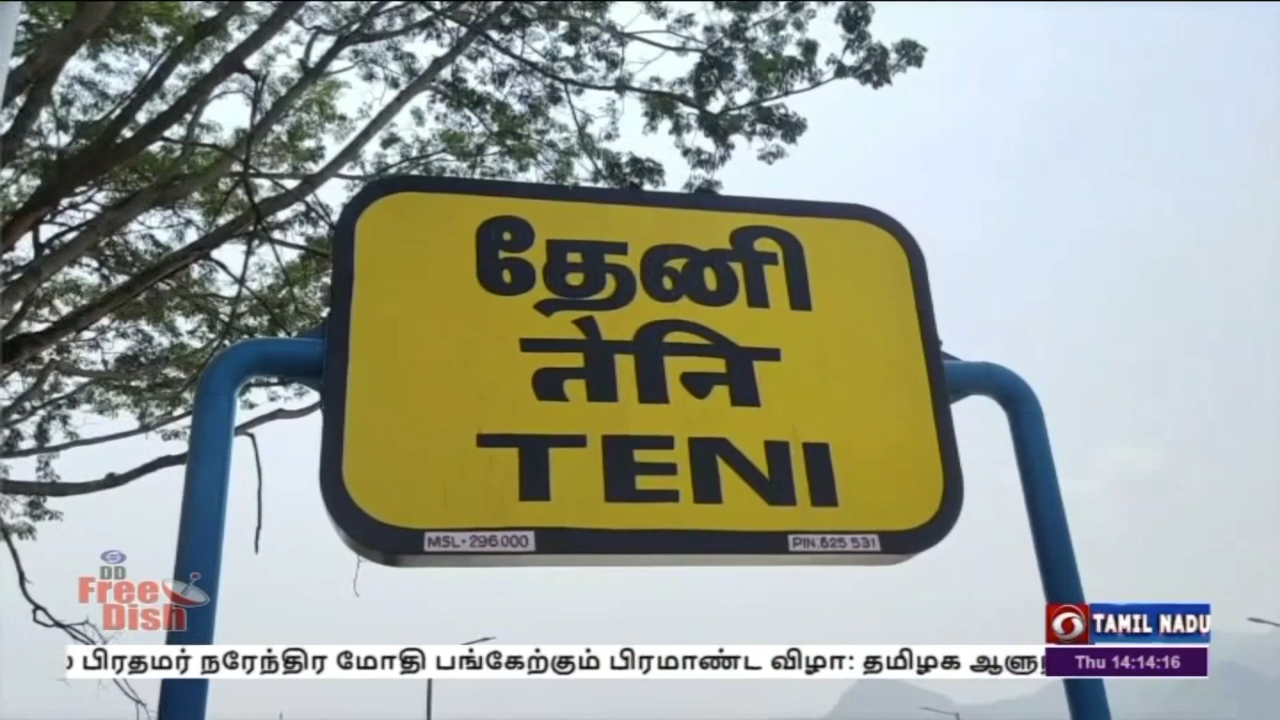 தேனி
तेनि
TENI
MSL-296.000
PIN.625 531
DD
Free
Dish
TAMIL NADU
பிரதமர் நரேந்திர மோதி பங்கேற்கும் பிரமாண்ட விழா: தமிழக
Thu 14:14:16